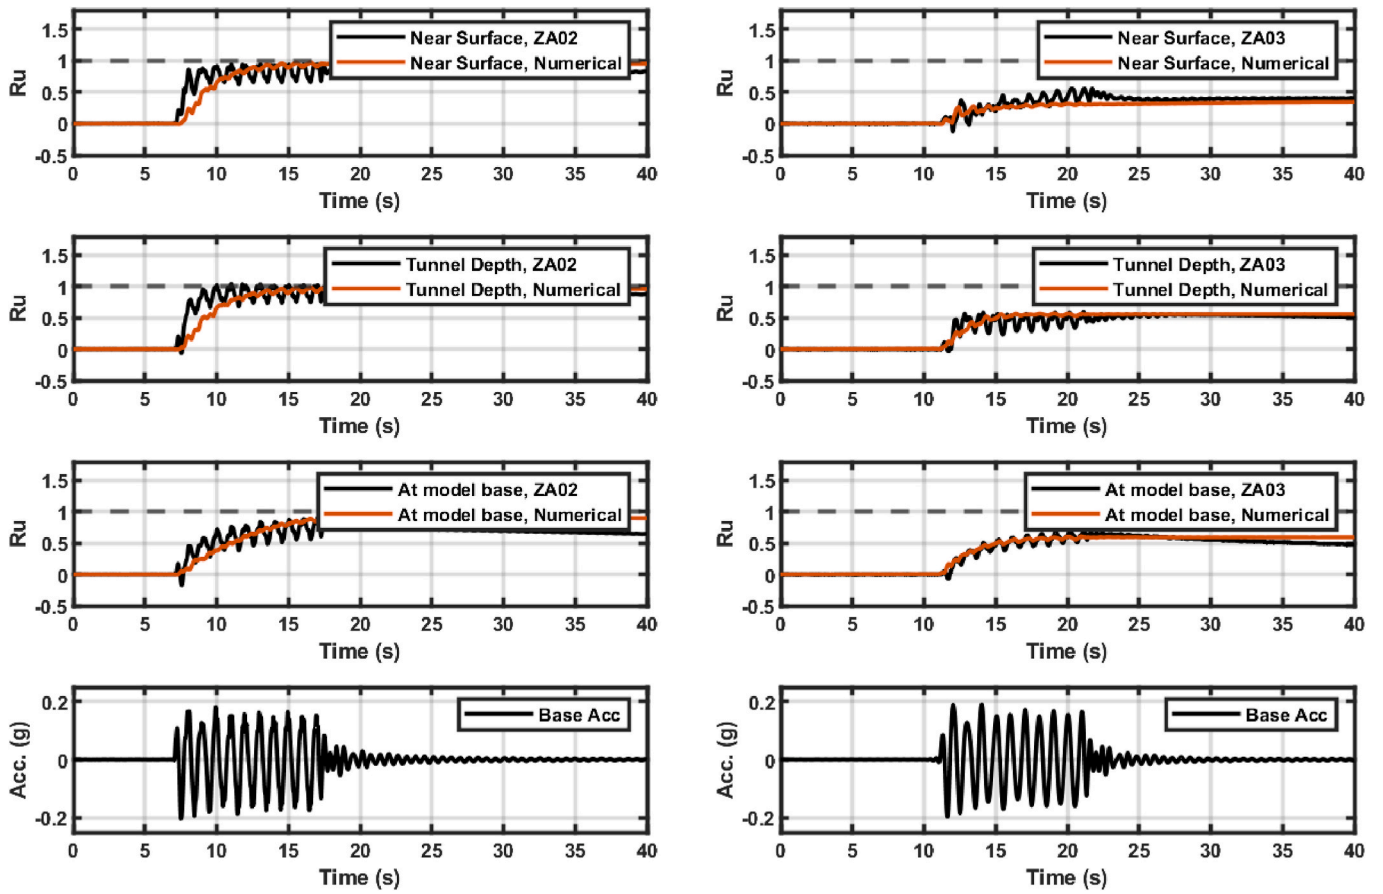 1.5
1
0.5
0
-0.5
Ru
Near Surface, ZA02
Near Surface, Numerical
0 5 10 15 20 25 30 35 40
Time (s)
1.5
1
0.5
0
-0.5
Ru
Near Surface, ZA03
Near Surface, Numerical
0 5 10 15 20 25 30 35 40
Time (s)
1.5
1
0.5
0
-0.5
Ru
Tunnel Depth, ZA02
Tunnel Depth, Numerical
0 5 10 15 20 25 30 35 40
Time (s)
1.5
1
0.5
0
-0.5
Ru
Tunnel Depth, ZA03
Tunnel Depth, Numerical
0 5 10 15 20 25 30 35 40
Time (s)
1.5
1
0.5
0
-0.5
Ru
At model base, ZA02
At model base, Numerical
0 5 10 15 20 25 30 35 40
Time (s)
1.5
1
0.5
0
-0.5
Ru
At model base, ZA03
At model base, Numerical
0 5 10 15 20 25 30 35 40
Time (s)
0.2
0
-0.2
Acc. (g)
Base Acc
0 5 10 15 20 25 30 35 40
Time (s)
0.2
0
-0.2
Acc. (g)
Base Acc
0 5 10 15 20 25 30 35 40
Time (s)